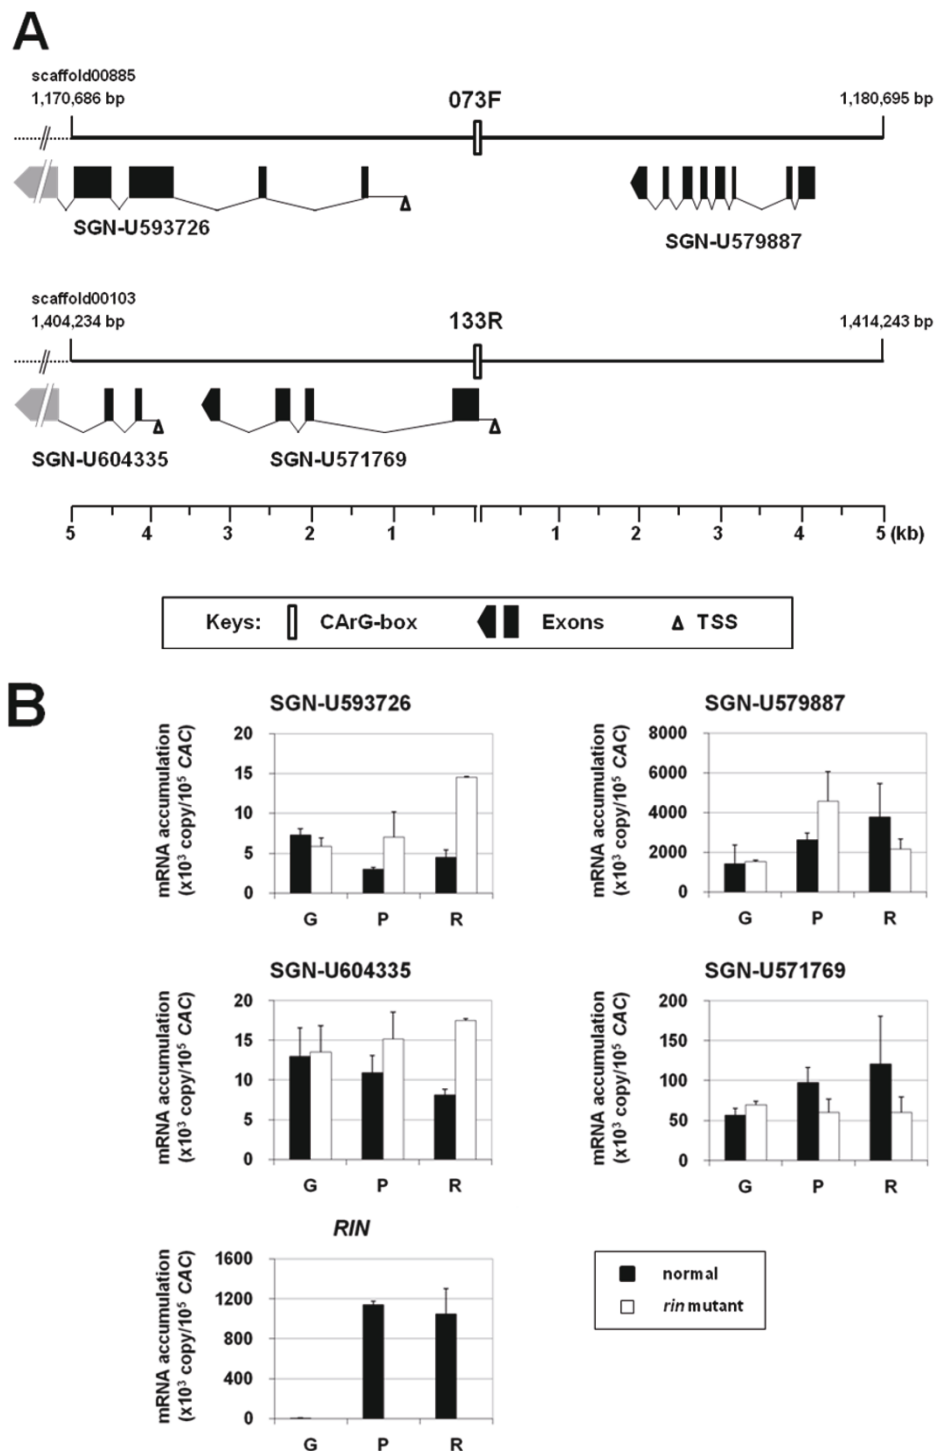 A
scaffold00885
1,170,686 bp
073F
1,180,695 bp
SGN-U593726
SGN-U579887
scaffold00103
1,404,234 bp
133R
1,414,243 bp
SGN-U604335
SGN-U571769
5 4 3 2 1 1 2 3 4 5 (kb)
Keys: CArG-box Exons TSS
B
SGN-U593726
mRNA accumulation
(x10³ copy/10⁵ CAC)
20
15
10
5
0
G P R
SGN-U579887
mRNA accumulation
(x10³ copy/10⁵ CAC)
8000
6000
4000
2000
0
G P R
SGN-U604335
mRNA accumulation
(x10³ copy/10⁵ CAC)
20
15
10
5
0
G P R
SGN-U571769
mRNA accumulation
(x10³ copy/10⁵ CAC)
200
150
100
50
0
G P R
RIN
mRNA accumulation
(x10³ copy/10⁵ CAC)
1600
1200
800
400
0
G P R
normal
rin mutant